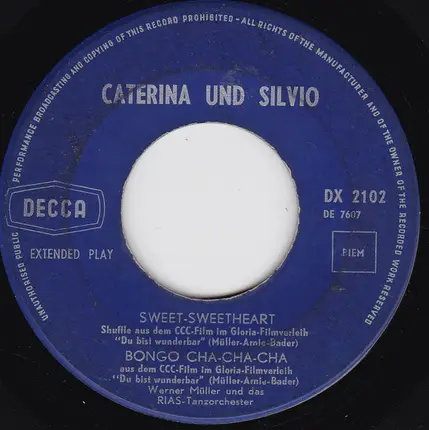 UNAUTHORISED PUBLIC PERFORMANCE BROADCASTING AND COPYING OF THIS RECORD PROHIBITED - ALL RIGHTS OF THE MANUFACTURER AND OF THE OWNER OF THE RECORDED WORK RESERVED
CATERINA UND SILVIO
DECCA
DX 2102
DE 7607
EXTENDED PLAY
BIEM
SWEET-SWEETHEART
Shuffle aus dem CCC-Film im Gloria-Filmverleih
"Du bist wunderbar" (Müller-Arnie-Bader)
BONGO CHA-CHA-CHA
aus dem CCC-Film im Gloria-Filmverleih
"Du bist wunderbar" (Müller-Arnie-Bader)
Werner Müller und das
RIAS-Tanzorchester